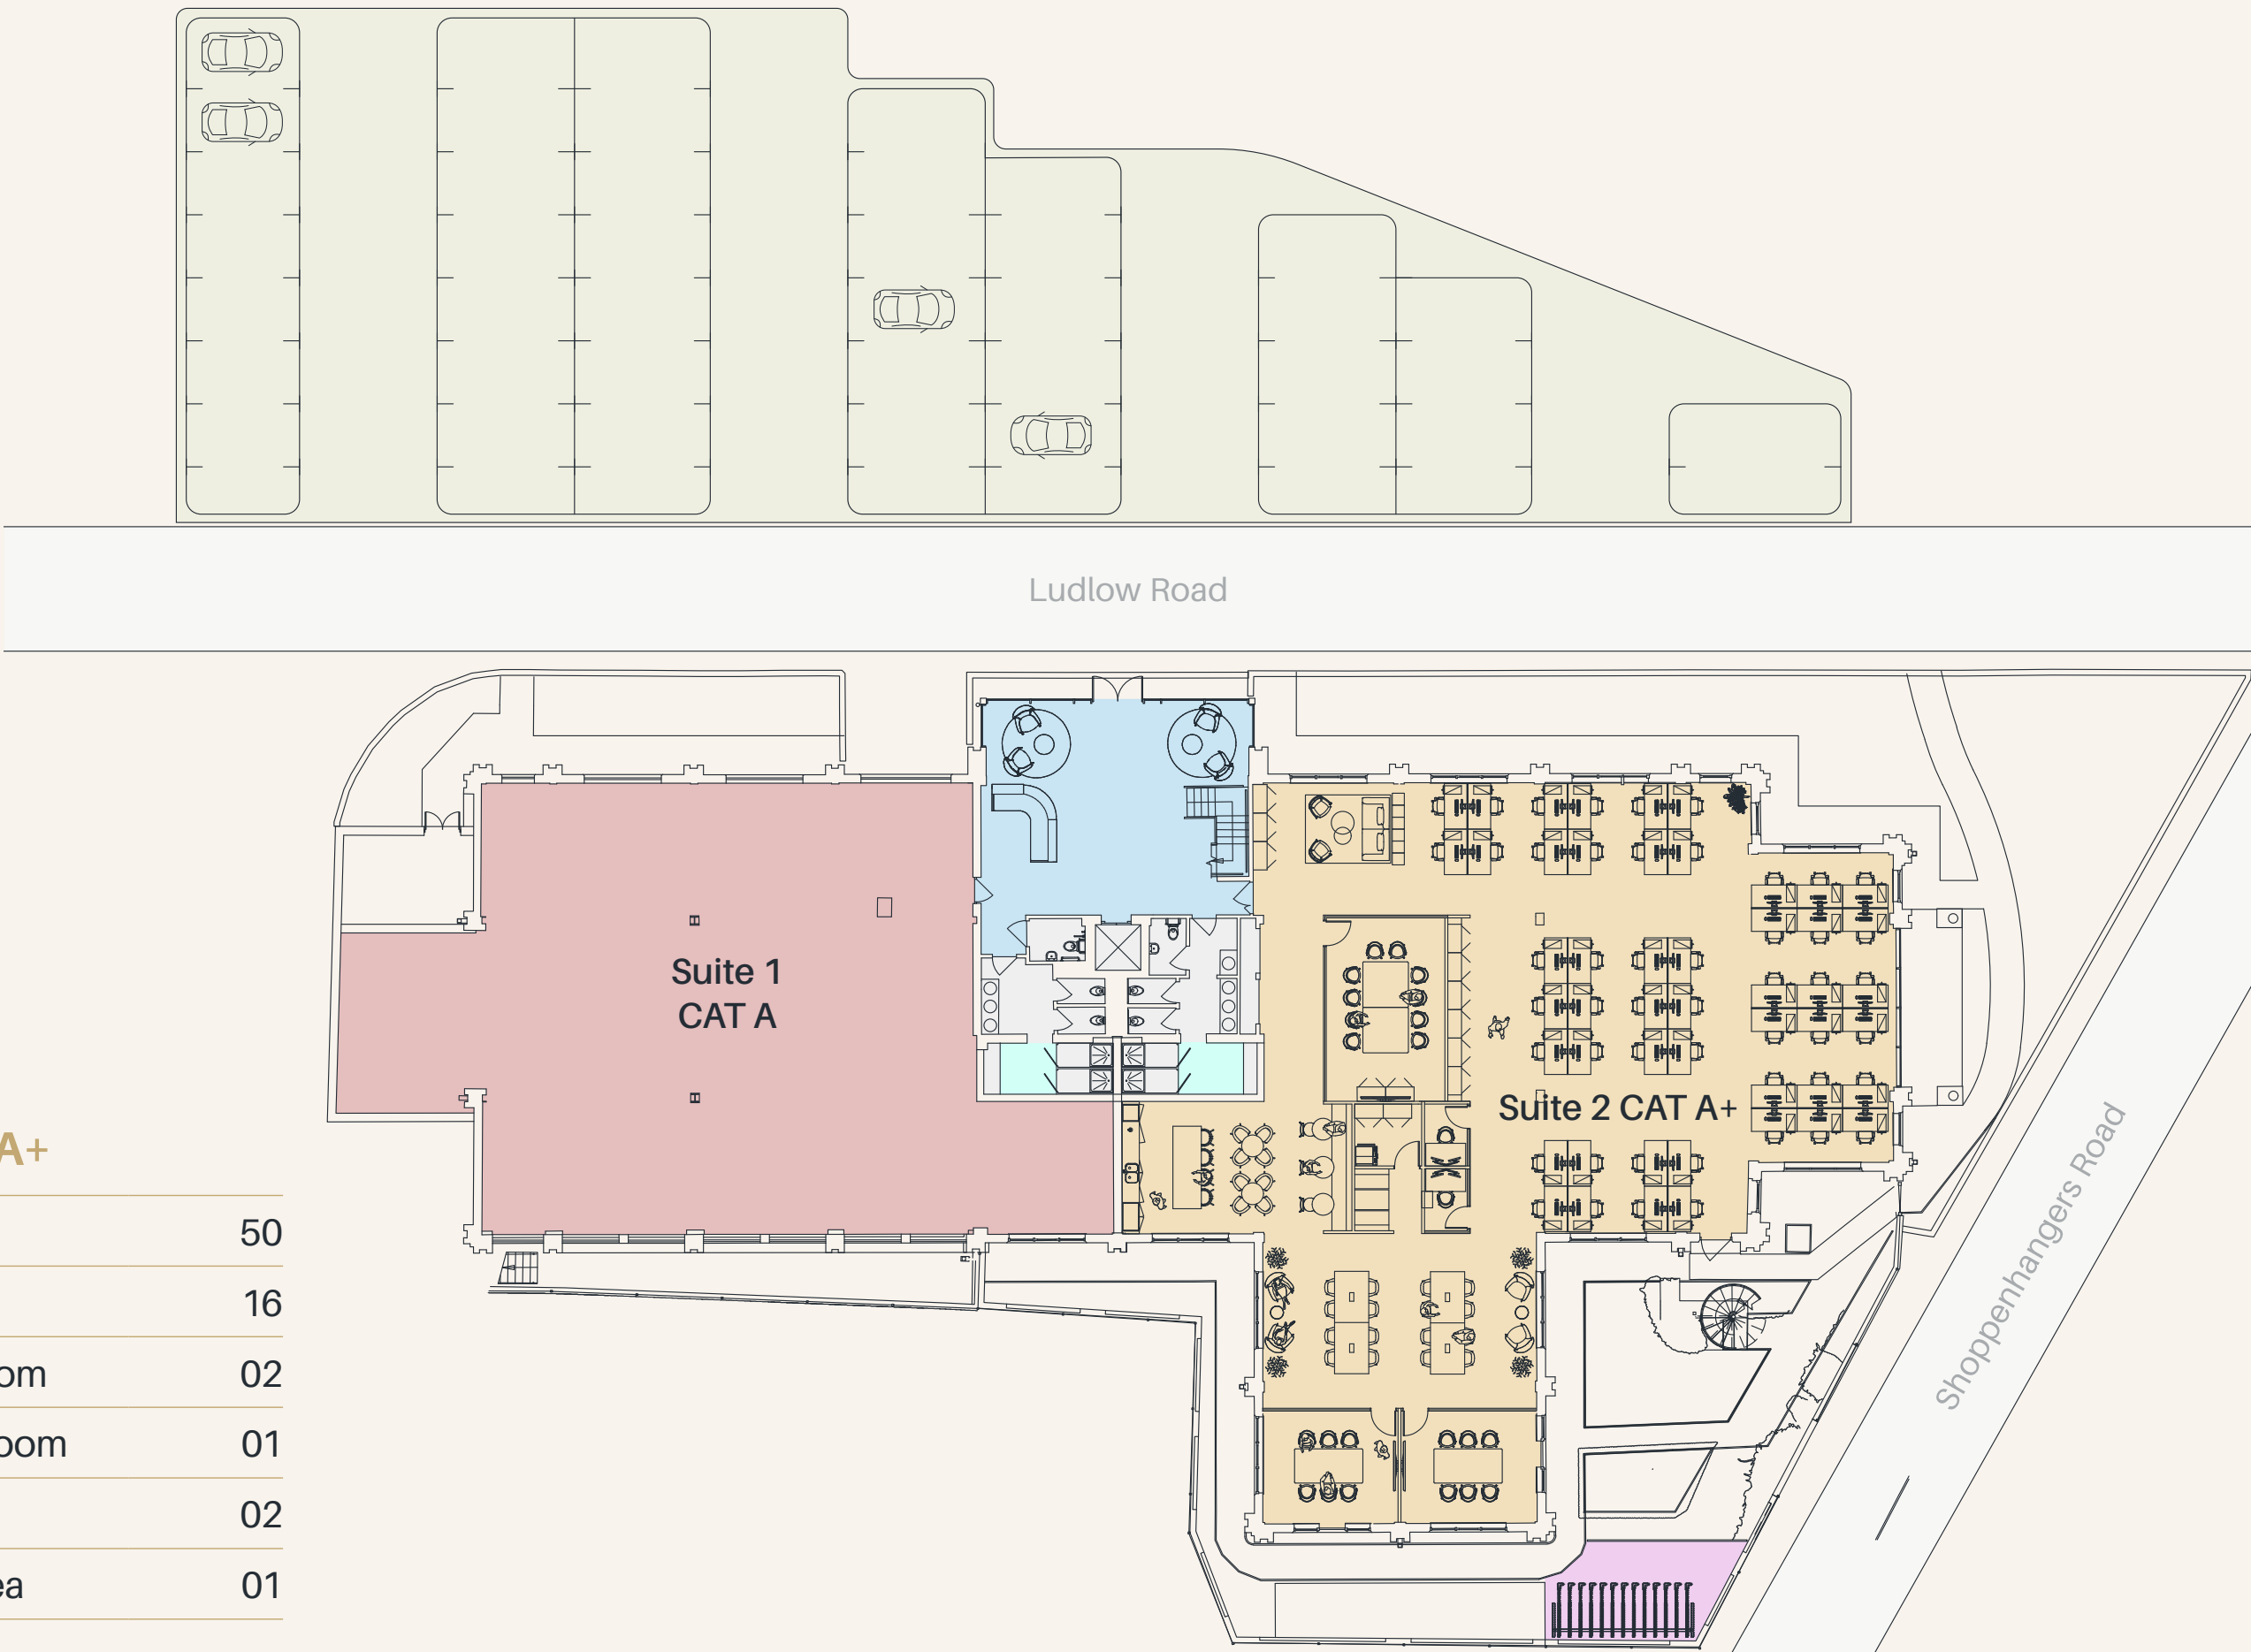 Ludlow Road
Suite 1
CAT A
Suite 2 CAT A+
Shoppenhangers Road
A+
50
16
om 02
oom 01
02
ea 01